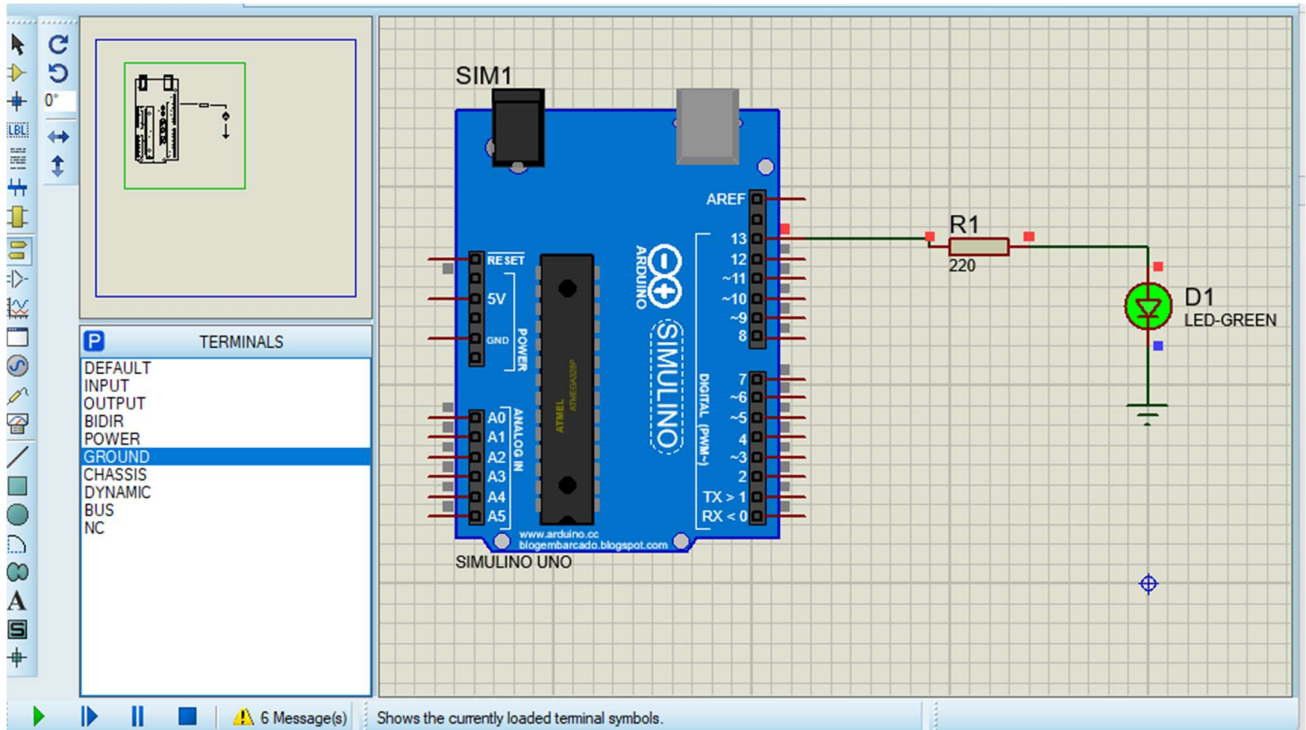 LBL
0°
A
S
P TERMINALS
DEFAULT
INPUT
OUTPUT
BIDIR
POWER
GROUND
CHASSIS
DYNAMIC
BUS
NC
SIM1
AREF
13
12
~11
~10
~9
~8
7
~6
~5
4
~3
2
TX > 1
RX < 0
DIGITAL (PWM~)
ARDUINO
SIMULINO
RESET
5V
GND
POWER
A0
A1
A2
A3
A4
A5
ANALOG IN
ATMEL
ATMEGA328P
www.arduino.cc
blogembarcado.blogspot.com
SIMULINO UNO
R1
220
D1
LED-GREEN
6 Message(s)
Shows the currently loaded terminal symbols.